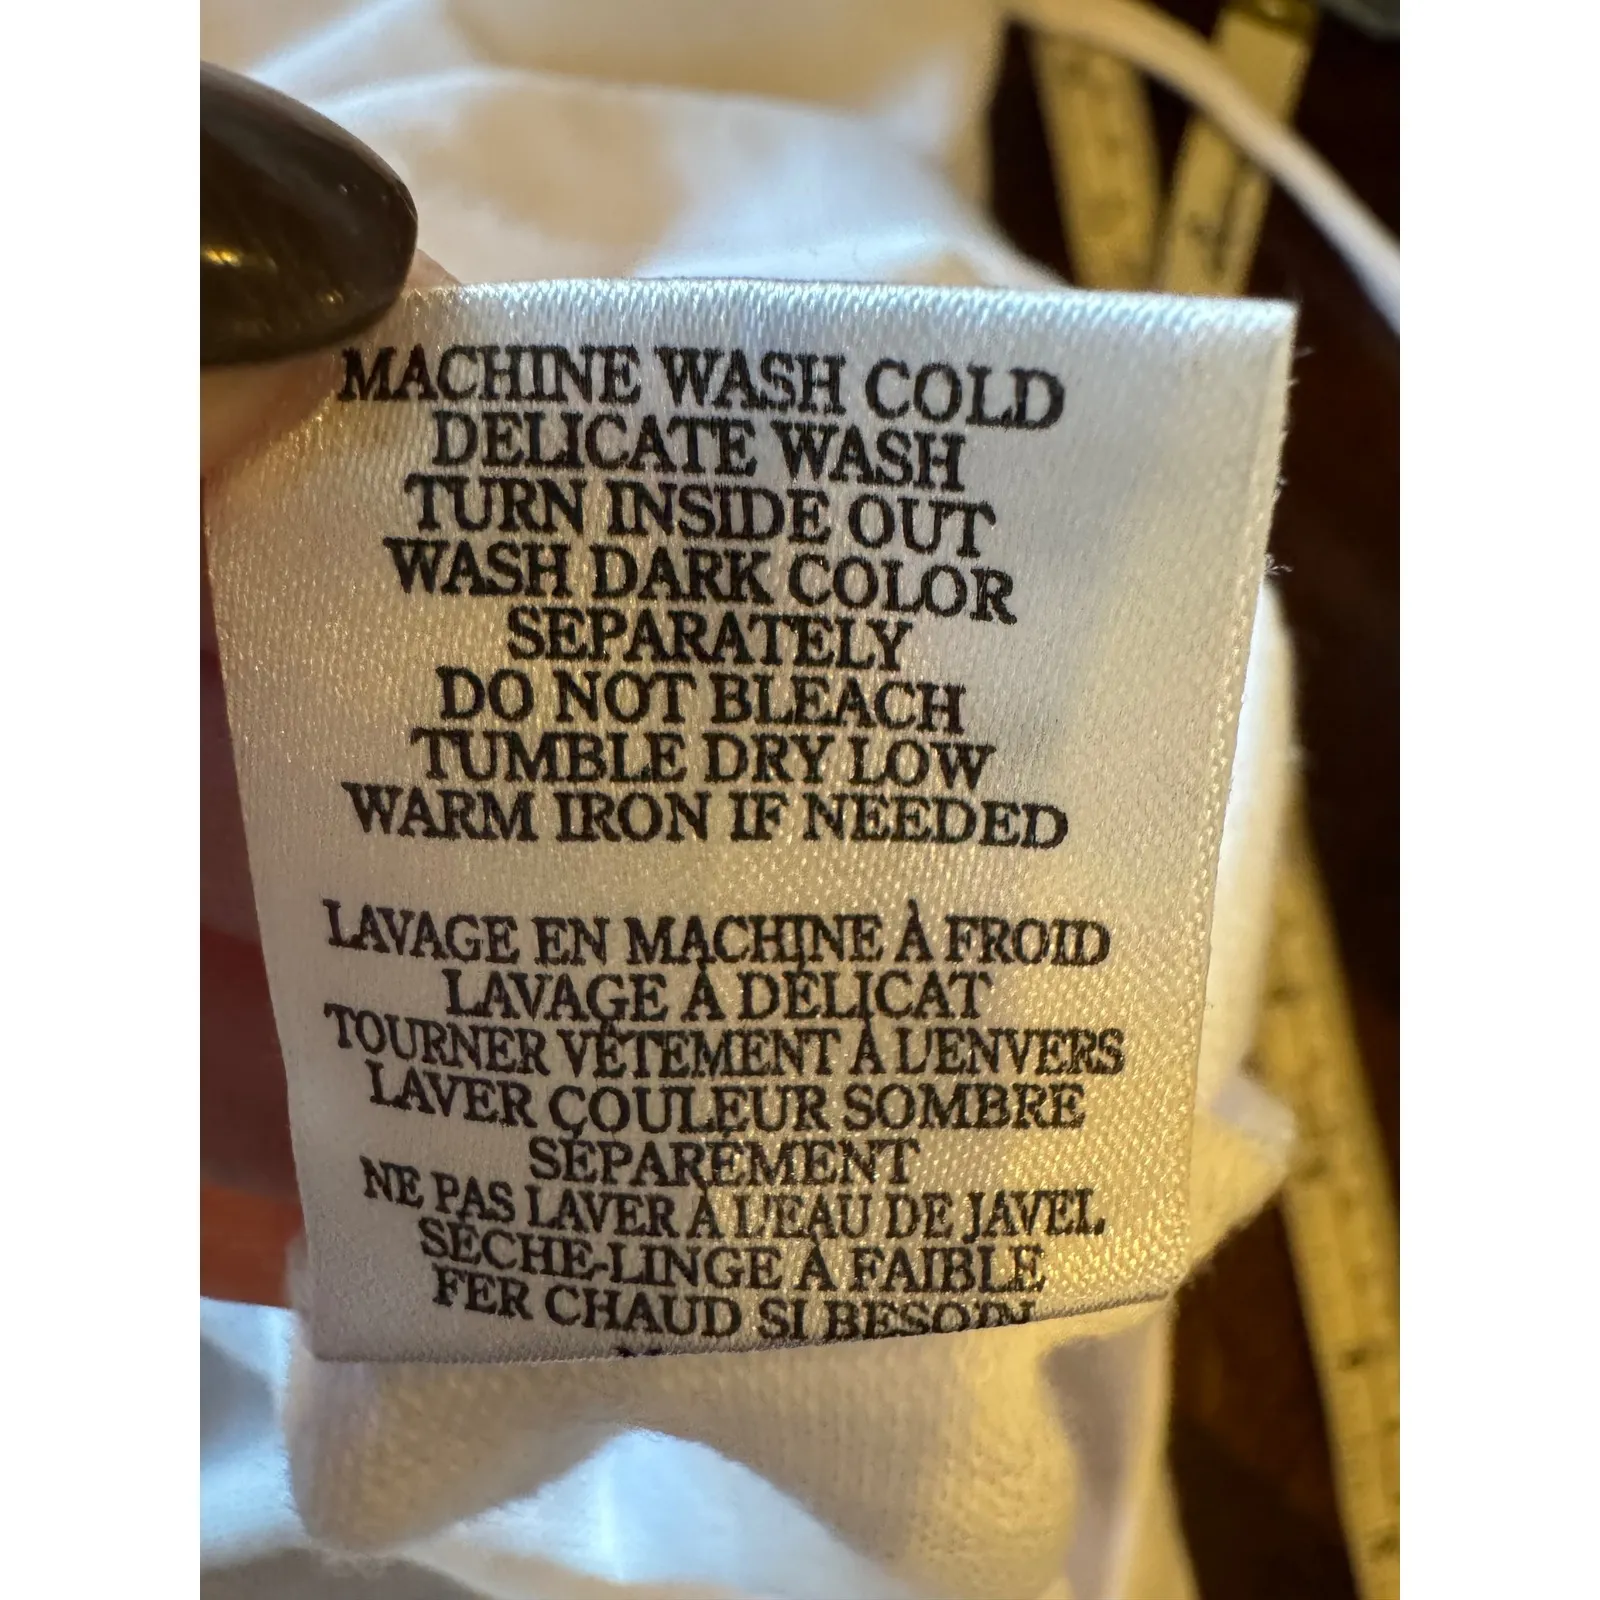 MACHINE WASH COLD
DELICATE WASH
TURN INSIDE OUT
WASH DARK COLOR
SEPARATELY
DO NOT BLEACH
TUMBLE DRY LOW
WARM IRON IF NEEDED
LAVAGE EN MACHINE À FROID
LAVAGE À DÉLICAT
TOURNER VÊTEMENT À L'ENVERS
LAVER COULEUR SOMBRE
SÉPARÉMENT
NE PAS LAVER À L'EAU DE JAVEL
SÈCHE-LINGE À FAIBLE
FER CHAUD SI BESOIN